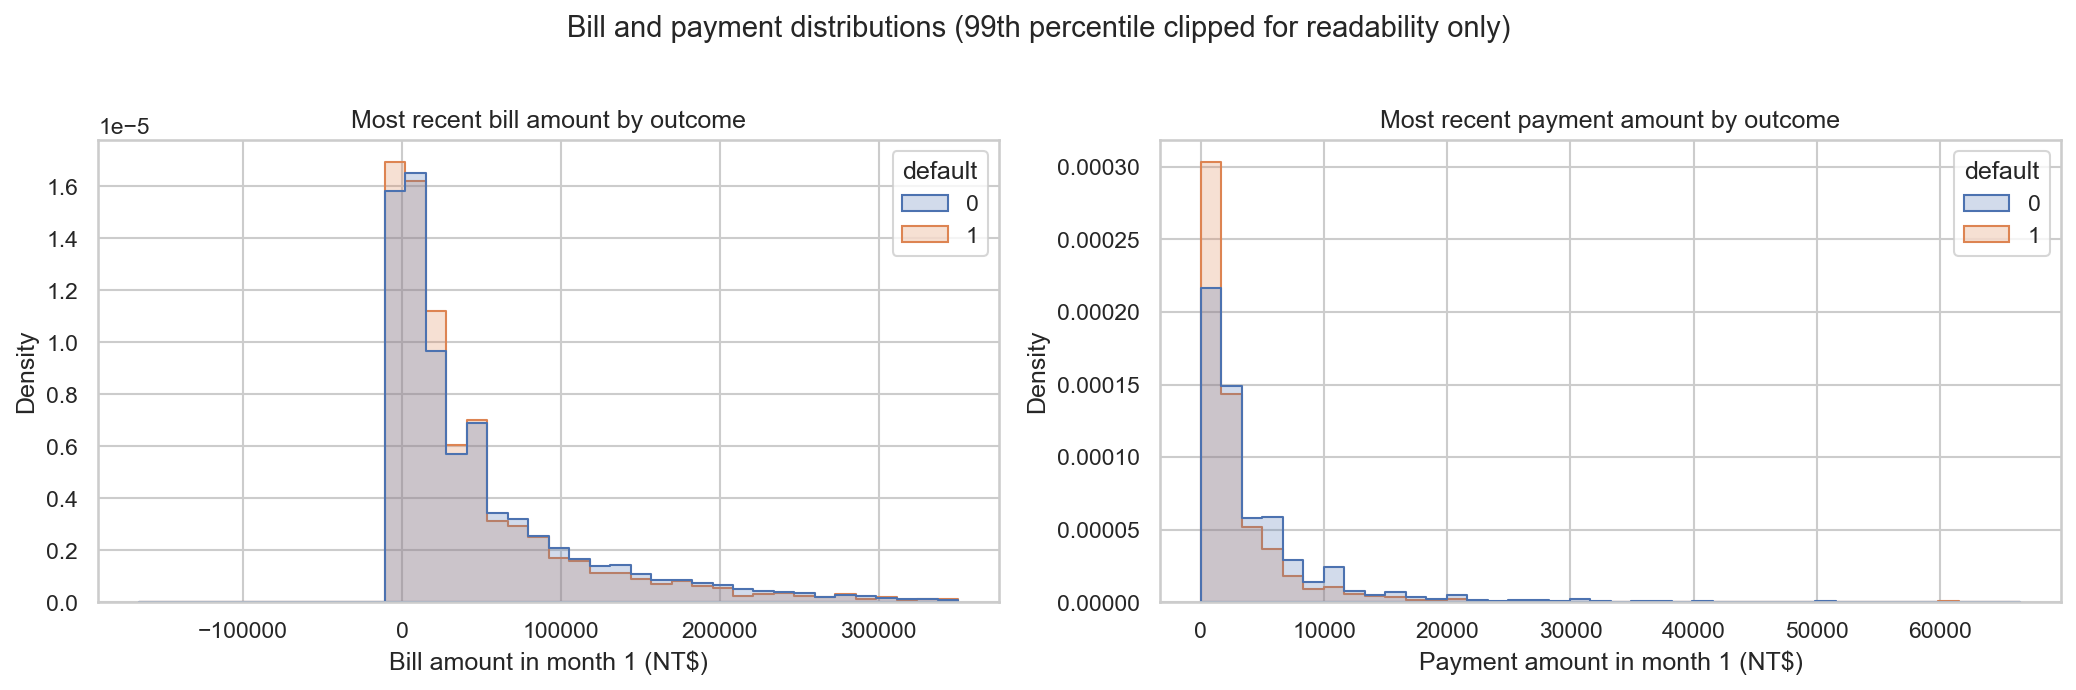 Bill and payment distributions (99th percentile clipped for readability only)
Most recent bill amount by outcome
1e−5
1.6
1.4
1.2
1.0
0.8
0.6
0.4
0.2
0.0
Density
−100000 0 100000 200000 300000
Bill amount in month 1 (NT$)
default
0
1
Most recent payment amount by outcome
0.00030
0.00025
0.00020
0.00015
0.00010
0.00005
0.00000
Density
0 10000 20000 30000 40000 50000 60000
Payment amount in month 1 (NT$)
default
0
1